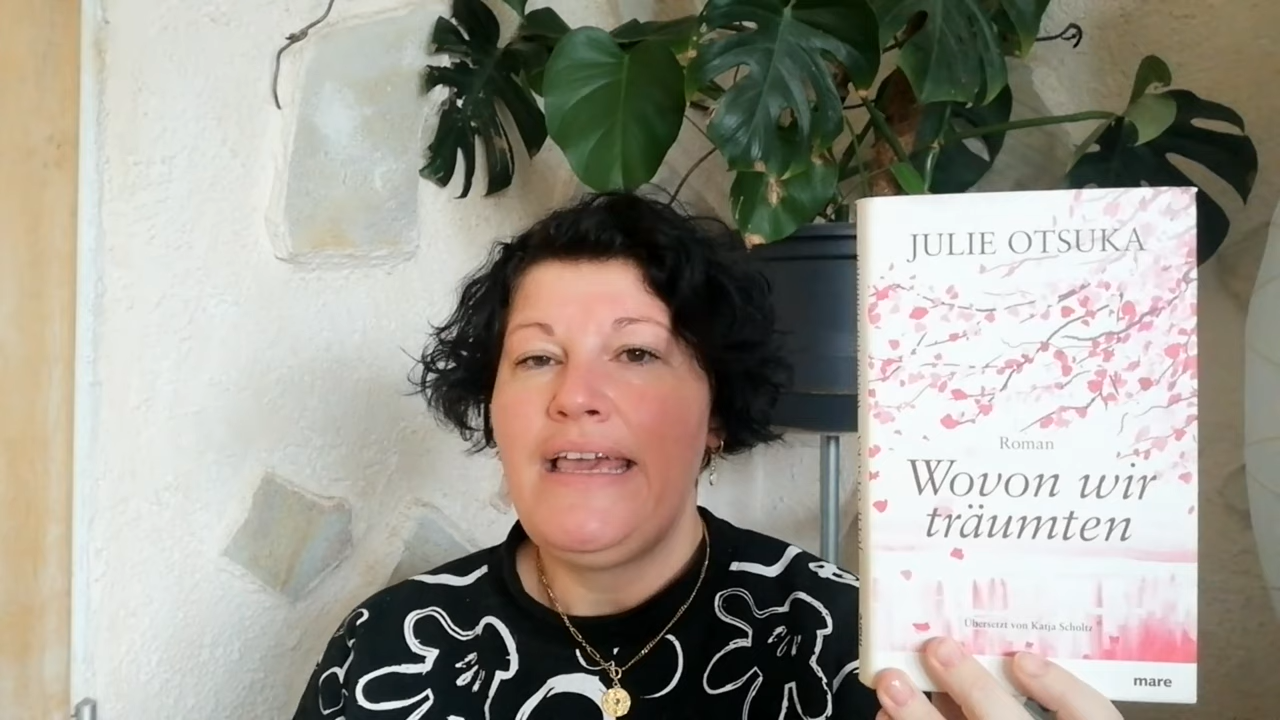 JULIE OTSUKA
Roman
Wovon wir
träumten
Übersetzt von Katja Scholtz
mare